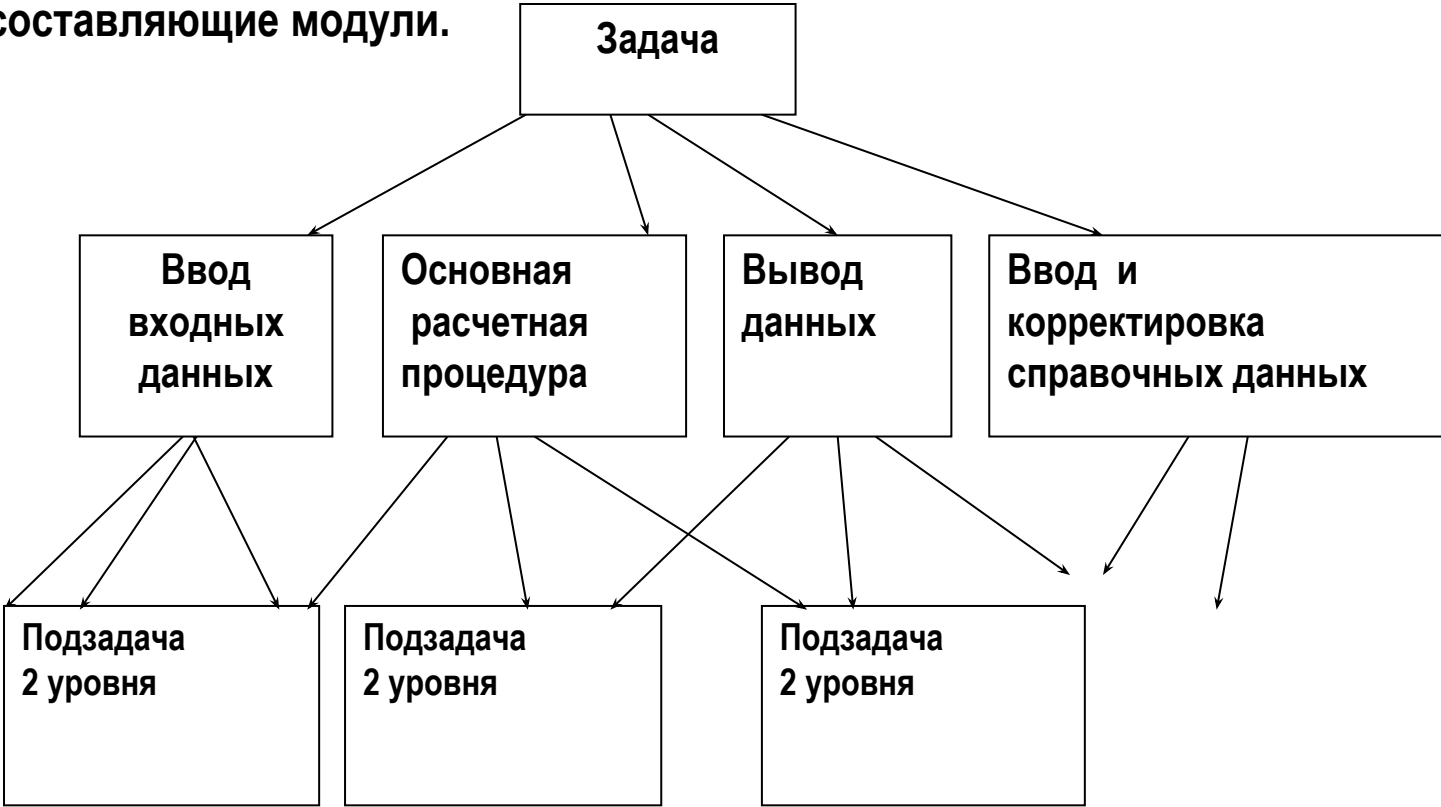 составляющие модули.
Задача
Ввод
входных
данных
Основная
расчетная
процедура
Вывод
данных
Ввод и
корректировка
справочных данных
Подзадача
2 уровня
Подзадача
2 уровня
Подзадача
2 уровня